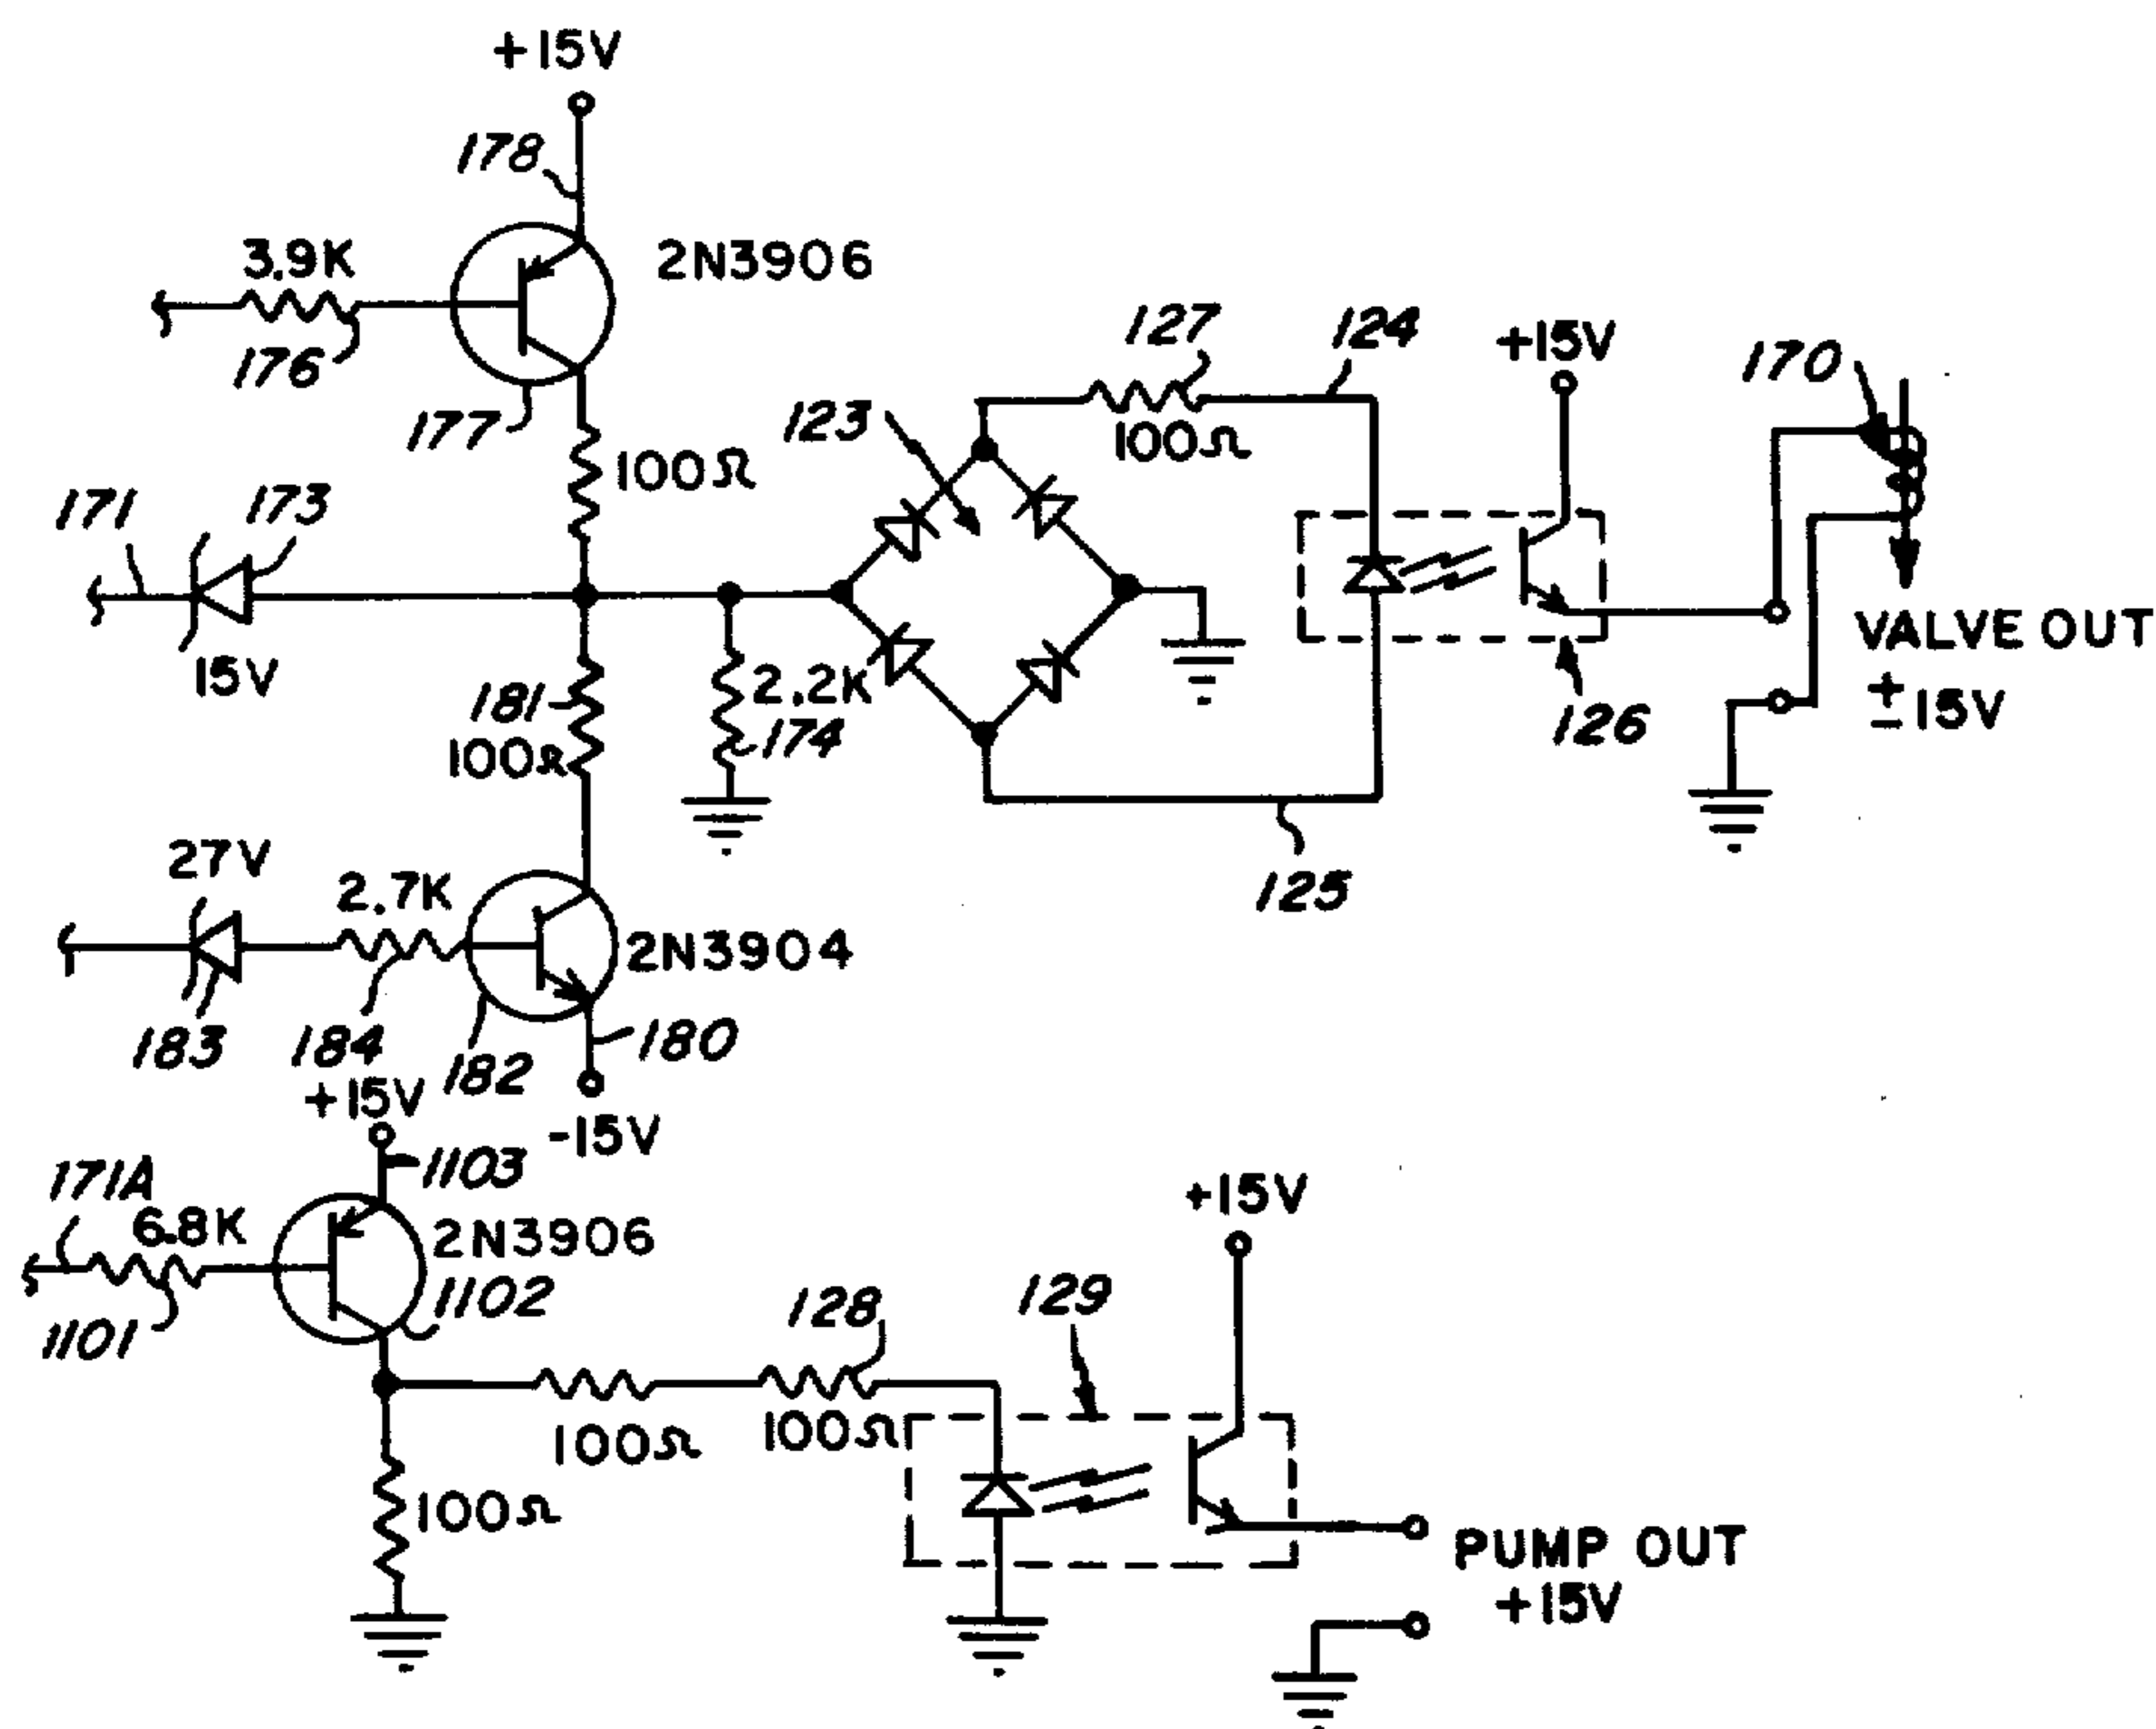 +15V
178
3.9K
2N3906
176
177
100Ω
127
124
+15V
170
123
100Ω
171
173
15V
181
100Ω
2.2K
174
VALVE OUT
±15V
126
125
27V
2.7K
2N3904
183
184
182
180
+15V
-15V
1103
171A
6.8K
2N3906
1102
1101
+15V
128
129
100Ω
100Ω
100Ω
PUMP OUT
+15V